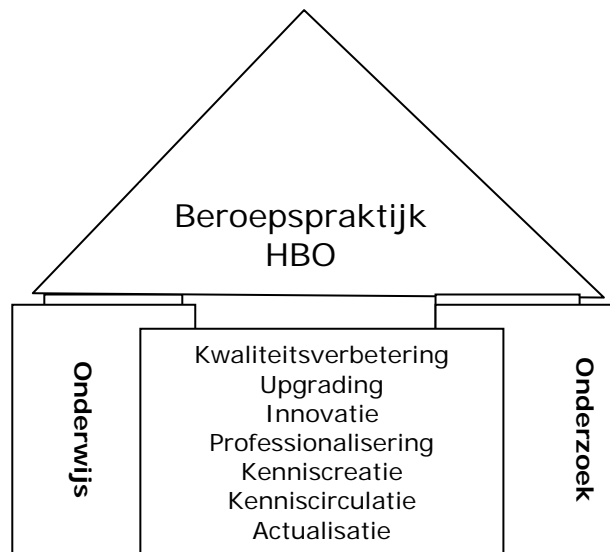 Beroepspraktijk
HBO
Onderwijs
Kwaliteitsverbetering
Upgrading
Innovatie
Professionalisering
Kenniscreatie
Kenniscirculatie
Actualisatie
Onderzoek